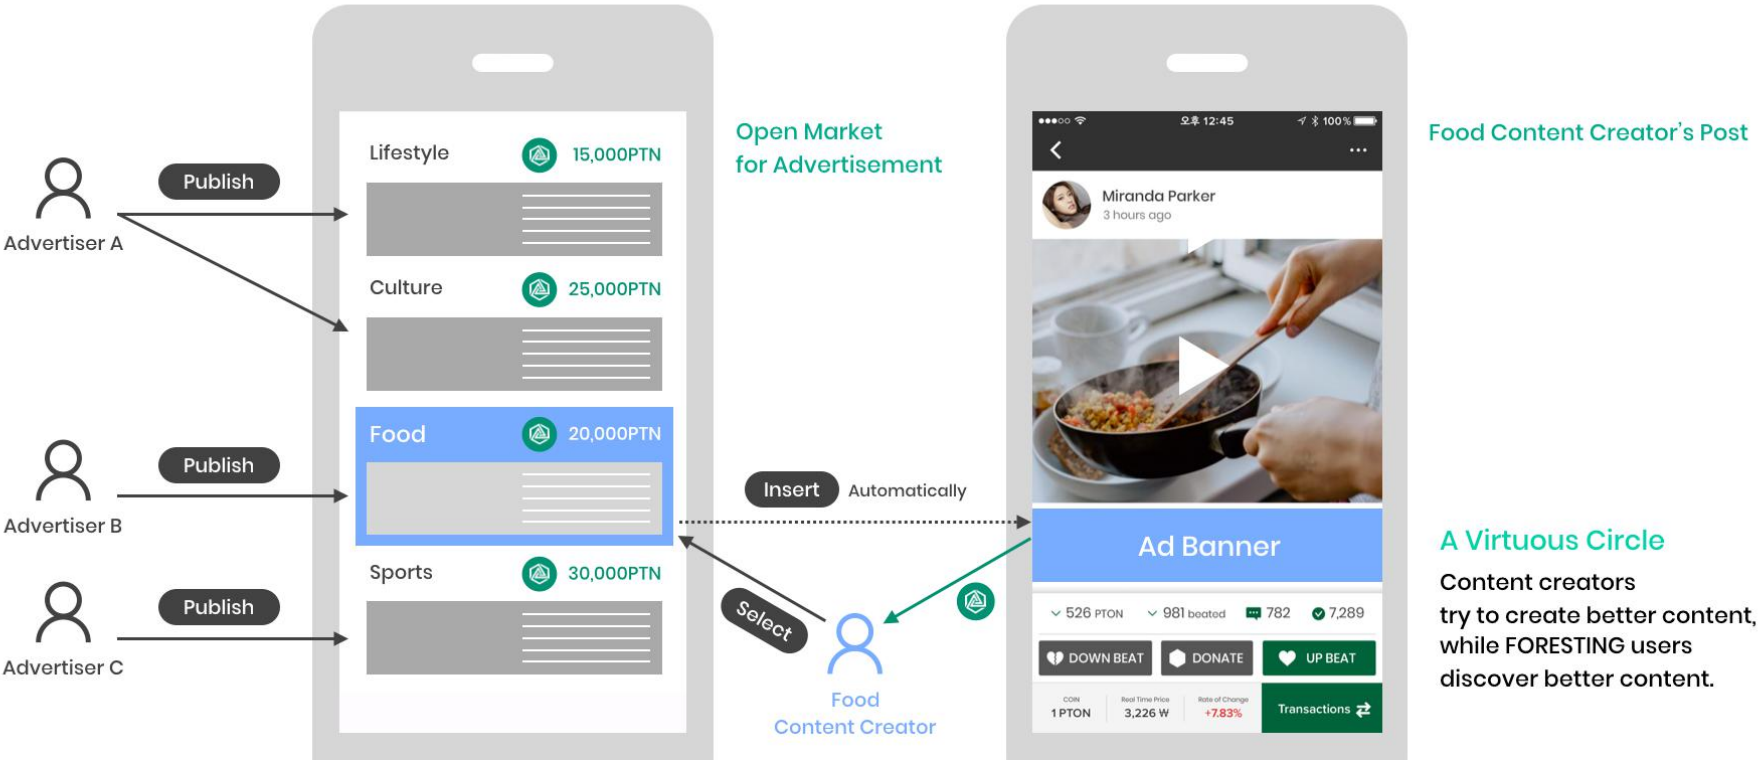 Publish
Advertiser A
Publish
Advertiser B
Publish
Advertiser C
Lifestyle 15,000PTN
Culture 25,000PTN
Food 20,000PTN
Sports 30,000PTN
Open Market
for Advertisement
Insert Automatically
Select
Food
Content Creator
오후 12:45 100%
Miranda Parker
3 hours ago
Ad Banner
526 PTON 981 beated 782 7,289
DOWN BEAT DONATE UP BEAT
COIN Real Time Price Rate of Change
1 PTON 3,226 ₩ +7.83% Transactions
Food Content Creator's Post
A Virtuous Circle
Content creators
try to create better content,
while FORESTING users
discover better content.